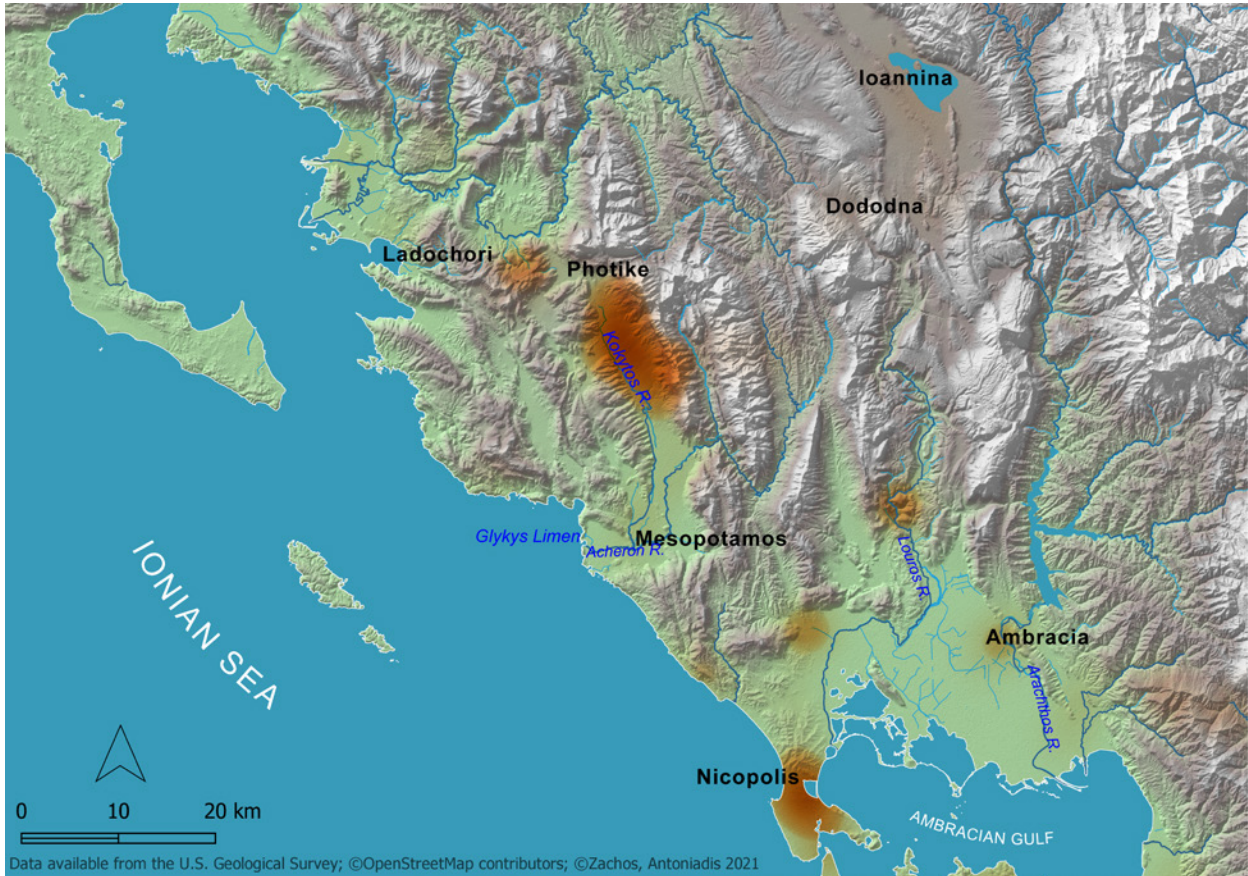 Ioannina
Dododna
Ladochori
Photike
Kokytos R.
Glykys Limen
Mesopotamos
Acheron R.
Louros R.
IONIAN SEA
Ambracia
Arachthos R.
Nicopolis
AMBRACIAN GULF
0 10 20 km
Data available from the U.S. Geological Survey; ©OpenStreetMap contributors; ©Zachos, Antoniadis 2021